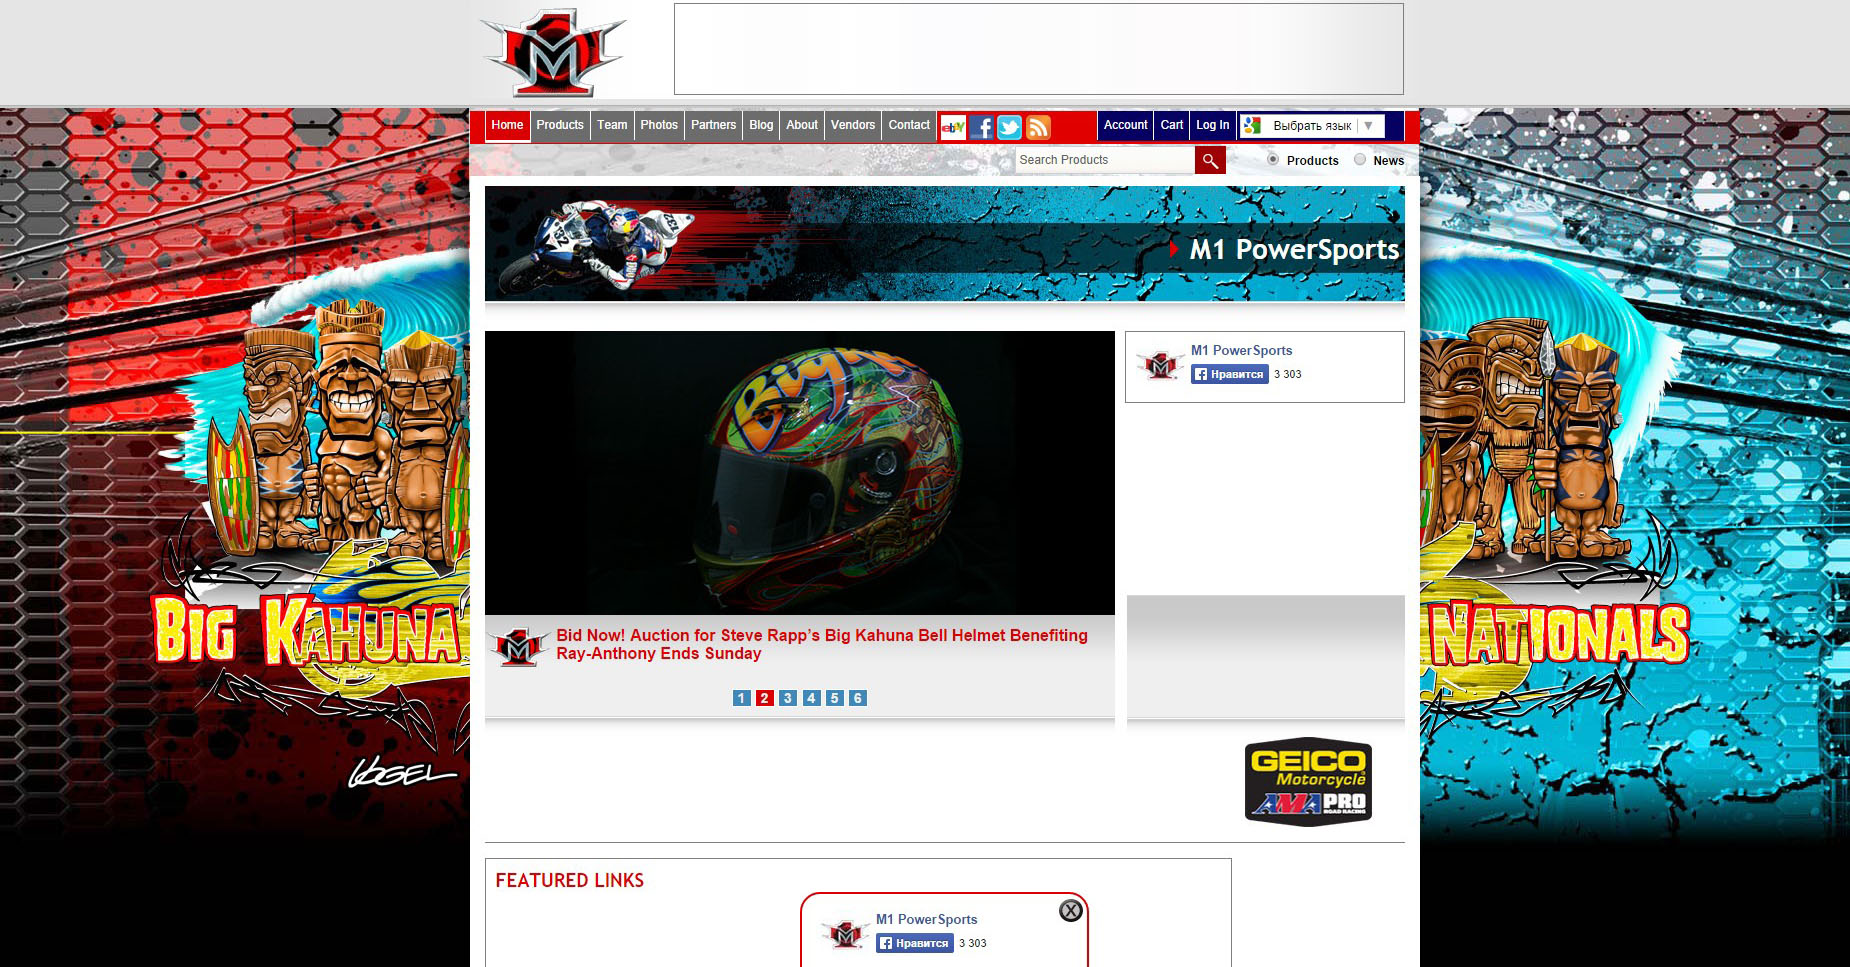 1
M
Home Products Team Photos Partners Blog About Vendors Contact ebY Account Cart Log In Выбрать язык ▼
Search Products Products News
M1 PowerSports
M1 PowerSports
Нравится 3 303
Bid Now! Auction for Steve Rapp’s Big Kahuna Bell Helmet Benefiting
Ray-Anthony Ends Sunday
1 2 3 4 5 6
BIG KAHUNA
NATIONALS
VOGEL
GEICO
Motorcycle
AMA PRO
ROAD RACING
FEATURED LINKS
M1 PowerSports
X
Нравится 3 303